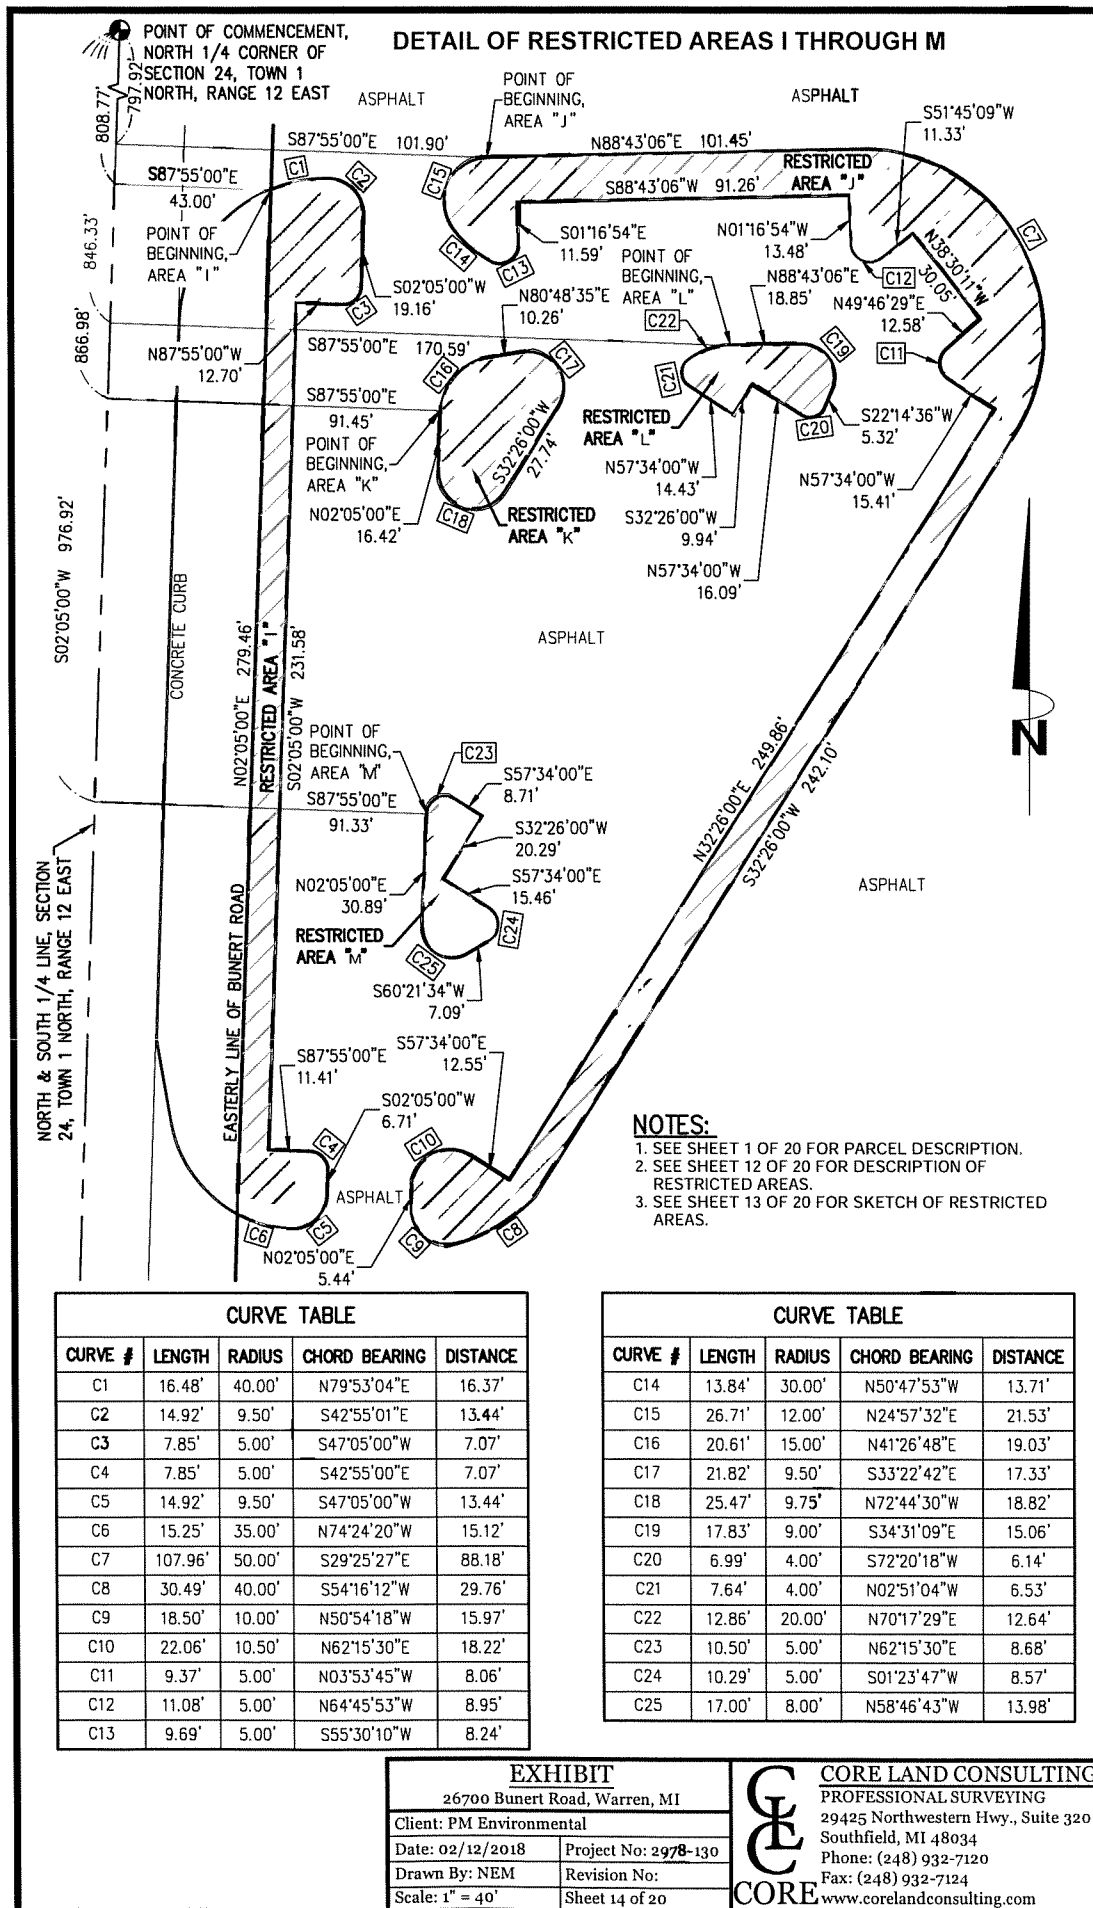 DETAIL OF RESTRICTED AREAS I THROUGH M
POINT OF COMMENCEMENT,
NORTH 1/4 CORNER OF
SECTION 24, TOWN 1
NORTH, RANGE 12 EAST
808.77'
797.92'
ASPHALT
POINT OF
BEGINNING,
AREA "J"
ASPHALT
S51°45'09"W
11.33'
S87°55'00"E 101.90'
N88°43'06"E 101.45'
RESTRICTED
AREA "J"
S88°43'06"W 91.26'
C1
C2
C15
C7
S87°55'00"E
43.00'
846.33'
POINT OF
BEGINNING,
AREA "I"
C14
C13
S01°16'54"E
11.59'
N01°16'54"W
13.48'
N38°30'11"W
30.05'
C12
POINT OF
BEGINNING,
AREA "L"
S02°05'00"W
19.16'
C3
N88°43'06"E
18.85'
N49°46'29"E
12.58'
N80°48'35"E
10.26'
C22
C19
C11
866.98'
N87°55'00"W
12.70'
S87°55'00"E 170.59'
C16
C17
C21
C20
S87°55'00"E
91.45'
RESTRICTED
AREA "L"
S22°14'36"W
5.32'
POINT OF
BEGINNING,
AREA "K"
S32°26'00"W
27.74'
N57°34'00"W
14.43'
N57°34'00"W
15.41'
N02°05'00"E
16.42'
C18
RESTRICTED
AREA "K"
S32°26'00"W
9.94'
N57°34'00"W
16.09'
S02°05'00"W 976.92'
CONCRETE CURB
ASPHALT
N02°05'00"E 279.46'
RESTRICTED AREA "I"
S02°05'00"W 231.58'
N
POINT OF
BEGINNING,
AREA "M"
C23
S57°34'00"E
8.71'
S87°55'00"E
91.33'
S32°26'00"W
20.29'
N32°26'00"E 249.86'
S32°26'00"W 242.10'
S57°34'00"E
15.46'
N02°05'00"E
30.89'
ASPHALT
RESTRICTED
AREA "M"
C24
C25
S60°21'34"W
7.09'
NORTH & SOUTH 1/4 LINE, SECTION
24, TOWN 1 NORTH, RANGE 12 EAST
EASTERLY LINE OF BUNERT ROAD
S87°55'00"E
11.41'
S57°34'00"E
12.55'
S02°05'00"W
6.71'
C4
C10
ASPHALT
C5
C6
C9
C8
N02°05'00"E
5.44'
NOTES:
1. SEE SHEET 1 OF 20 FOR PARCEL DESCRIPTION.
2. SEE SHEET 12 OF 20 FOR DESCRIPTION OF
RESTRICTED AREAS.
3. SEE SHEET 13 OF 20 FOR SKETCH OF RESTRICTED
AREAS.
CURVE TABLE
CURVE # LENGTH RADIUS CHORD BEARING DISTANCE
C1 16.48' 40.00' N79°53'04"E 16.37'
C2 14.92' 9.50' S42°55'01"E 13.44'
C3 7.85' 5.00' S47°05'00"W 7.07'
C4 7.85' 5.00' S42°55'00"E 7.07'
C5 14.92' 9.50' S47°05'00"W 13.44'
C6 15.25' 35.00' N74°24'20"W 15.12'
C7 107.96' 50.00' S29°25'27"E 88.18'
C8 30.49' 40.00' S54°16'12"W 29.76'
C9 18.50' 10.00' N50°54'18"W 15.97'
C10 22.06' 10.50' N62°15'30"E 18.22'
C11 9.37' 5.00' N03°53'45"W 8.06'
C12 11.08' 5.00' N64°45'53"W 8.95'
C13 9.69' 5.00' S55°30'10"W 8.24'
CURVE TABLE
CURVE # LENGTH RADIUS CHORD BEARING DISTANCE
C14 13.84' 30.00' N50°47'53"W 13.71'
C15 26.71' 12.00' N24°57'32"E 21.53'
C16 20.61' 15.00' N41°26'48"E 19.03'
C17 21.82' 9.50' S33°22'42"E 17.33'
C18 25.47' 9.75' N72°44'30"W 18.82'
C19 17.83' 9.00' S34°31'09"E 15.06'
C20 6.99' 4.00' S72°20'18"W 6.14'
C21 7.64' 4.00' N02°51'04"W 6.53'
C22 12.86' 20.00' N70°17'29"E 12.64'
C23 10.50' 5.00' N62°15'30"E 8.68'
C24 10.29' 5.00' S01°23'47"W 8.57'
C25 17.00' 8.00' N58°46'43"W 13.98'
EXHIBIT
26700 Bunert Road, Warren, MI
Client: PM Environmental
Date: 02/12/2018 Project No: 2978-130
Drawn By: NEM Revision No:
Scale: 1" = 40' Sheet 14 of 20
CLC
CORE
CORE LAND CONSULTING
PROFESSIONAL SURVEYING
29425 Northwestern Hwy., Suite 320
Southfield, MI 48034
Phone: (248) 932-7120
Fax: (248) 932-7124
www.corelandconsulting.com